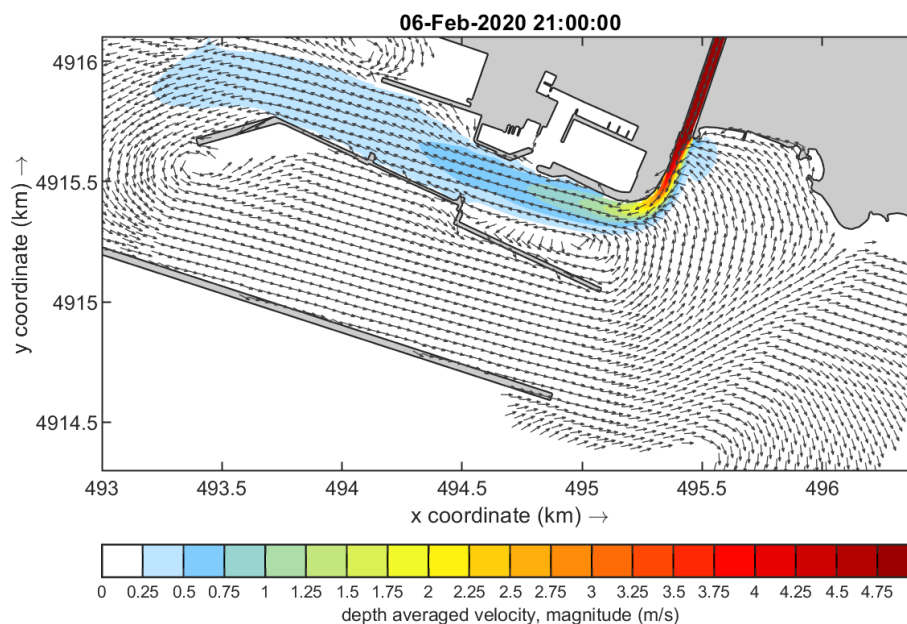 06-Feb-2020 21:00:00
y coordinate (km) →
4916
4915.5
4915
4914.5
493 493.5 494 494.5 495 495.5 496
x coordinate (km) →
0 0.25 0.5 0.75 1 1.25 1.5 1.75 2 2.25 2.5 2.75 3 3.25 3.5 3.75 4 4.25 4.5 4.75
depth averaged velocity, magnitude (m/s)